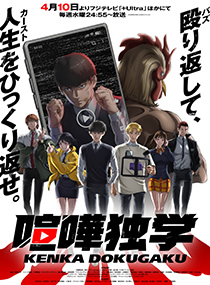 4月10日よりフジテレビ「+Ultra」ほかにて
毎週水曜24:55〜放送
殴り返して、
バズ
人生をひっくり返せ。
カースト
喧嘩独学
KENKA DOKUGAKU